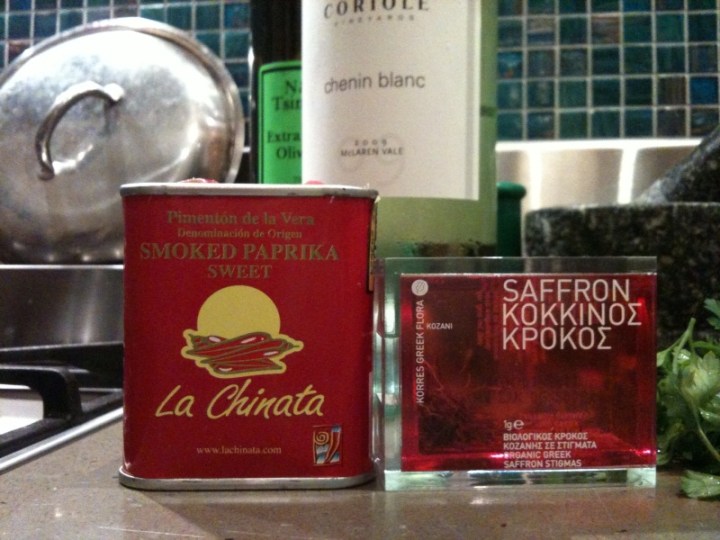 CORIOLE
VINEYARDS
chenin blanc
2009
McLAREN VALE
Extra
Pimentón de la Vera
Denominación de Origen
SMOKED PAPRIKA
SWEET
La Chinata
www.lachinata.com
KORRES GREEK FLORA
KOZANI
SAFFRON
ΚΟΚΚΙΝΟΣ
ΚΡΟΚΟΣ
1g℮
ΒΙΟΛΟΓΙΚΟΣ ΚΡΟΚΟΣ
ΚΟΖΑΝΗΣ ΣΕ ΣΤΙΓΜΑΤΑ
ORGANIC GREEK
SAFFRON STIGMAS